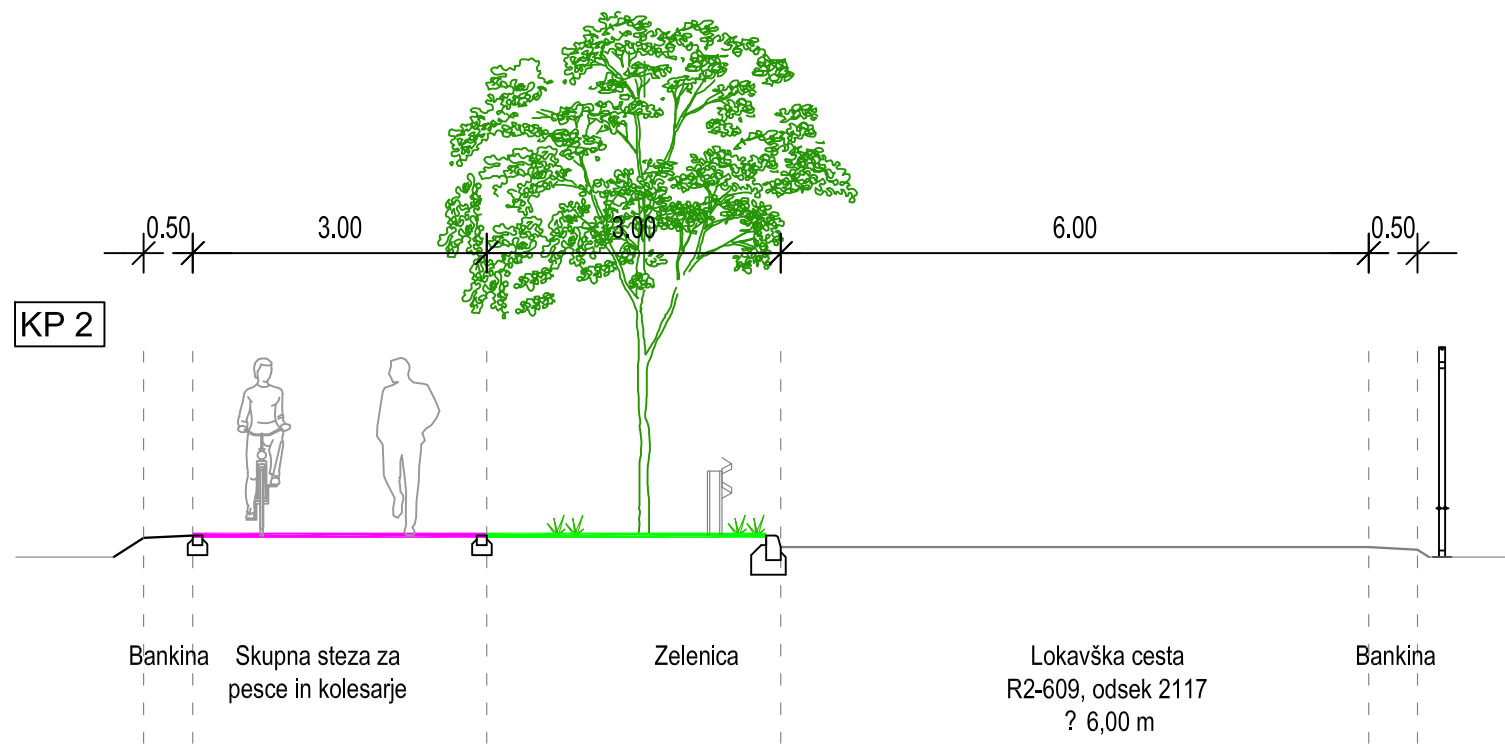 0.50 3.00 3.00 6.00 0.50
KP 2
Bankina Skupna steza za Zelenica Lokavška cesta Bankina
pesce in kolesarje R2-609, odsek 2117
? 6,00 m